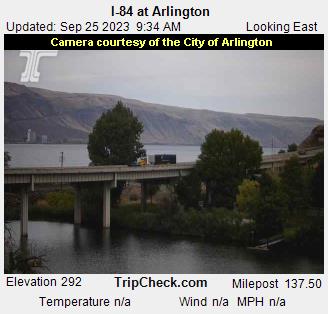 I-84 at Arlington
Updated: Sep 25 2023 9:34 AM Looking East
Camera courtesy of the City of Arlington
Elevation 292 TripCheck.com Milepost 137.50
Temperature n/a Wind n/a MPH n/a